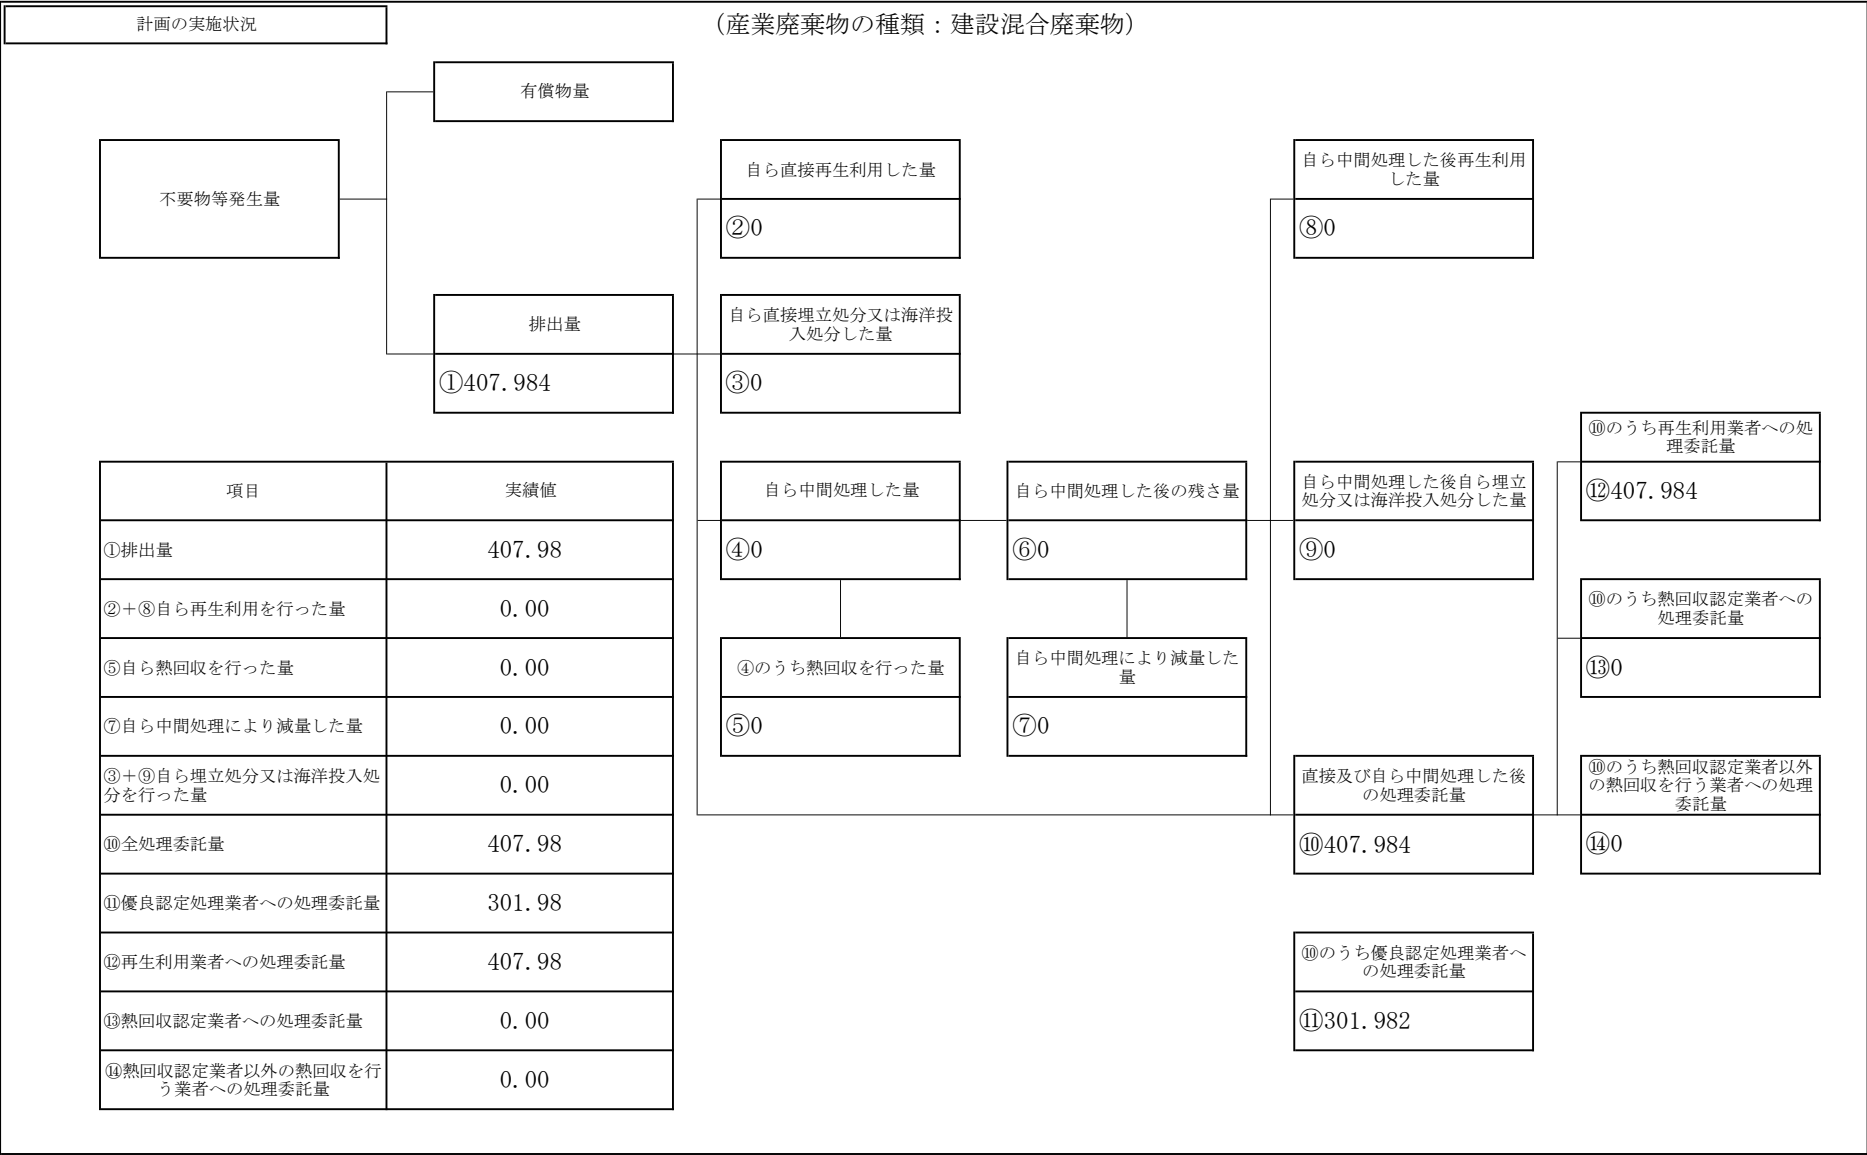 計画の実施状況
（産業廃棄物の種類：建設混合廃棄物）
有償物量
不要物等発生量
自ら直接再生利用した量
②0
自ら中間処理した後再生利用
した量
⑧0
排出量
①407.984
自ら直接埋立処分又は海洋投
入処分した量
③0
⑩のうち再生利用業者への処
理委託量
⑫407.984
自ら中間処理した量
④0
自ら中間処理した後の残さ量
⑥0
自ら中間処理した後自ら埋立
処分又は海洋投入処分した量
⑨0
⑩のうち熱回収認定業者への
処理委託量
⑬0
④のうち熱回収を行った量
⑤0
自ら中間処理により減量した
量
⑦0
直接及び自ら中間処理した後
の処理委託量
⑩407.984
⑩のうち熱回収認定業者以外
の熱回収を行う業者への処理
委託量
⑭0
⑩のうち優良認定処理業者へ
の処理委託量
⑪301.982
項目 実績値
①排出量 407.98
②＋⑧自ら再生利用を行った量 0.00
⑤自ら熱回収を行った量 0.00
⑦自ら中間処理により減量した量 0.00
③＋⑨自ら埋立処分又は海洋投入処
分を行った量 0.00
⑩全処理委託量 407.98
⑪優良認定処理業者への処理委託量 301.98
⑫再生利用業者への処理委託量 407.98
⑬熱回収認定業者への処理委託量 0.00
⑭熱回収認定業者以外の熱回収を行
う業者への処理委託量 0.00